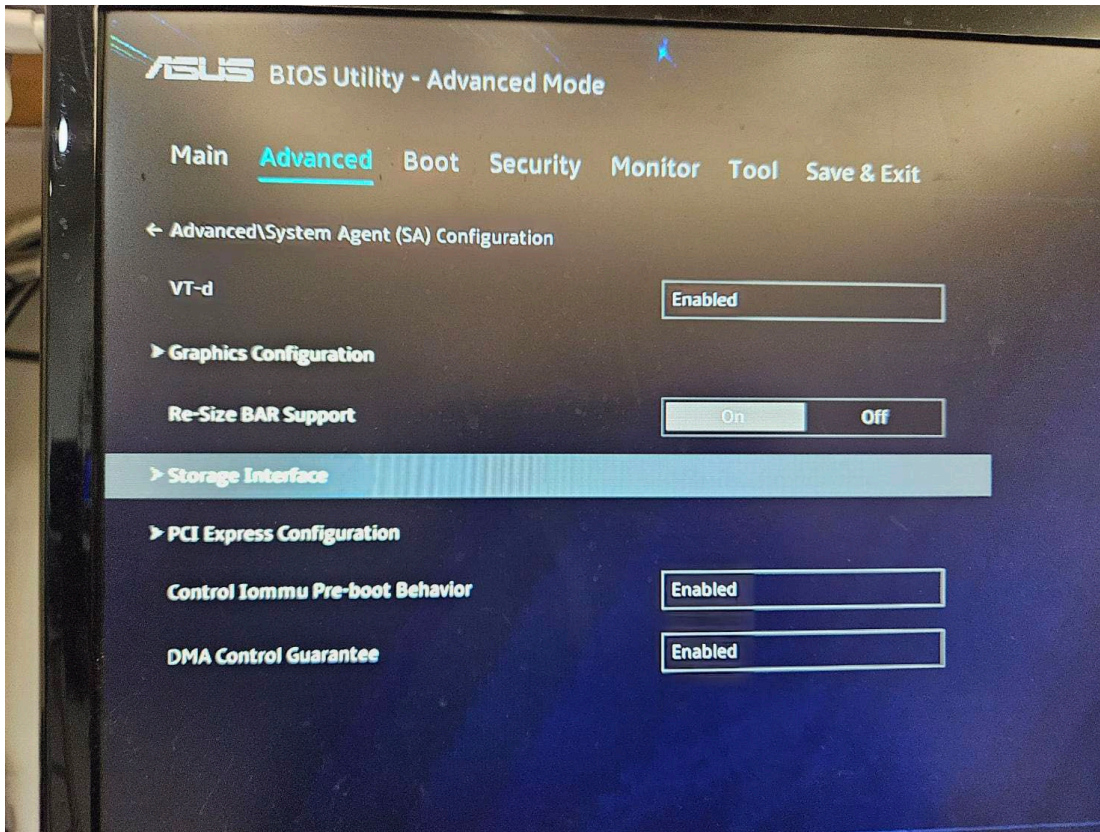 ASUS BIOS Utility - Advanced Mode
Main Advanced Boot Security Monitor Tool Save & Exit
← Advanced\System Agent (SA) Configuration
VT-d Enabled
> Graphics Configuration
Re-Size BAR Support On Off
> Storage Interface
> PCI Express Configuration
Control Iommu Pre-boot Behavior Enabled
DMA Control Guarantee Enabled